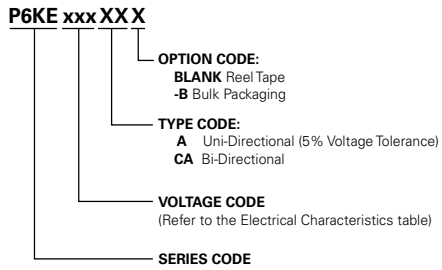 P6KE xxx XX X
OPTION CODE:
BLANK Reel Tape
-B Bulk Packaging
TYPE CODE:
A Uni-Directional (5% Voltage Tolerance)
CA Bi-Directional
VOLTAGE CODE
(Refer to the Electrical Characteristics table)
SERIES CODE